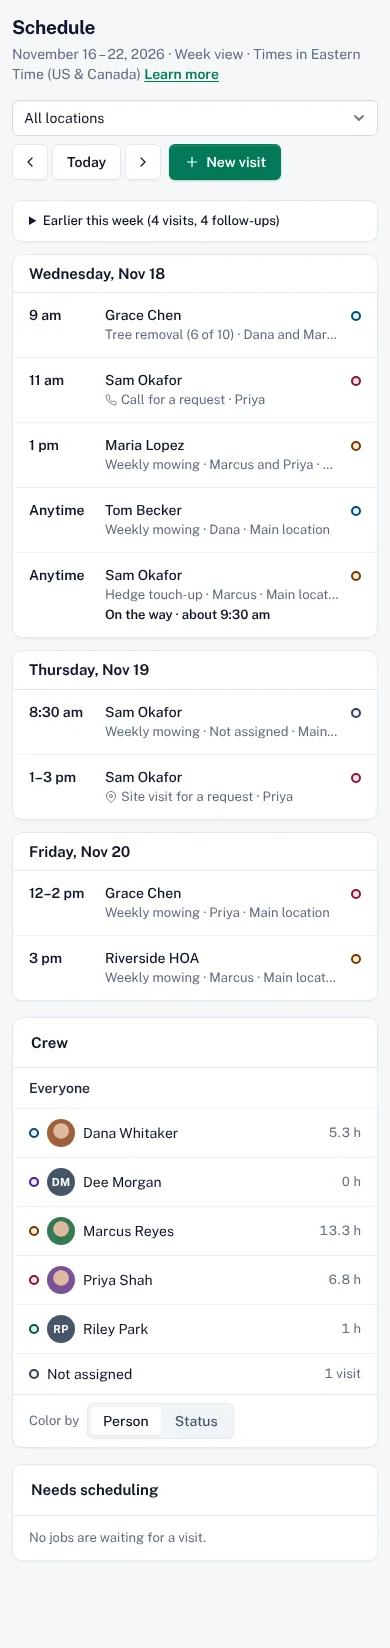 Schedule
November 16 – 22, 2026 · Week view · Times in Eastern
Time (US & Canada) Learn more
All locations
Today
New visit
Earlier this week (4 visits, 4 follow-ups)
Wednesday, Nov 18
9 am Grace Chen
Tree removal (6 of 10) · Dana and Mar…
11 am Sam Okafor
Call for a request · Priya
1 pm Maria Lopez
Weekly mowing · Marcus and Priya · …
Anytime Tom Becker
Weekly mowing · Dana · Main location
Anytime Sam Okafor
Hedge touch-up · Marcus · Main locat…
On the way · about 9:30 am
Thursday, Nov 19
8:30 am Sam Okafor
Weekly mowing · Not assigned · Main…
1–3 pm Sam Okafor
Site visit for a request · Priya
Friday, Nov 20
12–2 pm Grace Chen
Weekly mowing · Priya · Main location
3 pm Riverside HOA
Weekly mowing · Marcus · Main locat…
Crew
Everyone
Dana Whitaker 5.3 h
DM Dee Morgan 0 h
Marcus Reyes 13.3 h
Priya Shah 6.8 h
RP Riley Park 1 h
Not assigned 1 visit
Color by Person Status
Needs scheduling
No jobs are waiting for a visit.